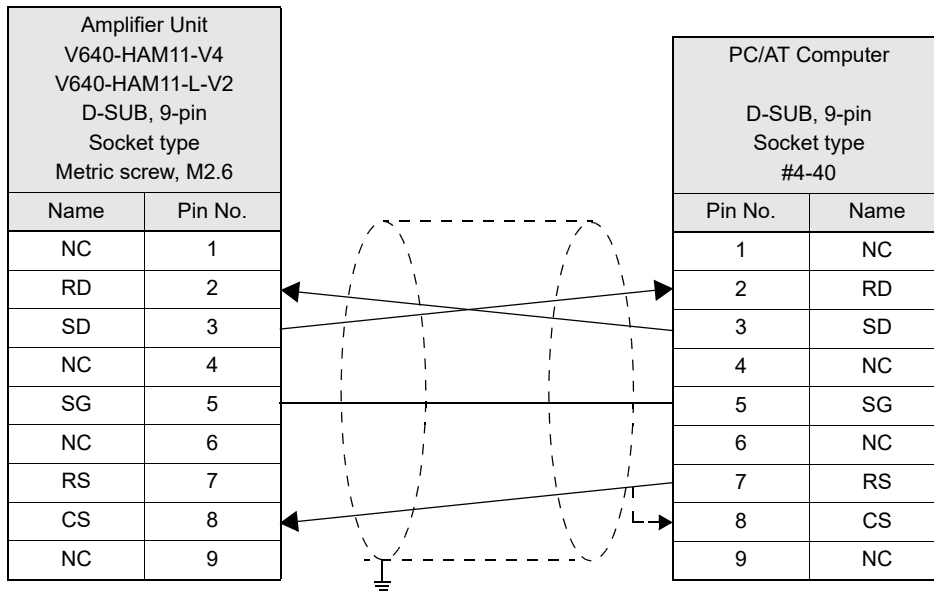 Amplifier Unit
V640-HAM11-V4
V640-HAM11-L-V2
D-SUB, 9-pin
Socket type
Metric screw, M2.6
Name Pin No.
NC 1
RD 2
SD 3
NC 4
SG 5
NC 6
RS 7
CS 8
NC 9
PC/AT Computer
D-SUB, 9-pin
Socket type
#4-40
Pin No. Name
1 NC
2 RD
3 SD
4 NC
5 SG
6 NC
7 RS
8 CS
9 NC